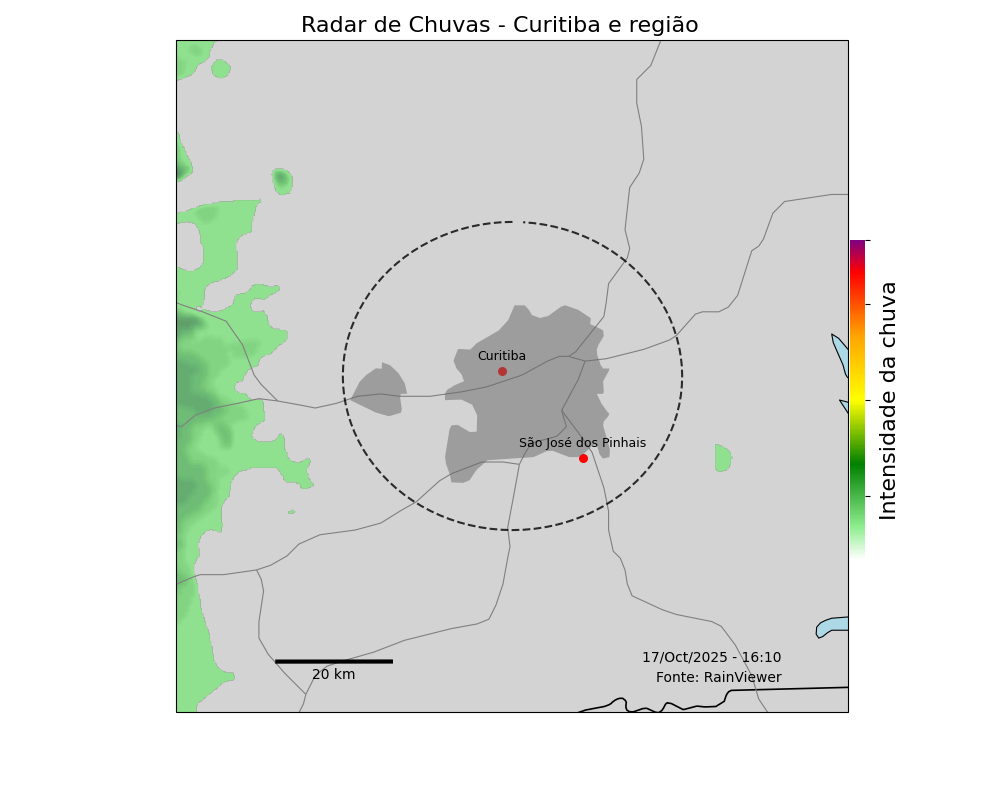 Radar de Chuvas - Curitiba e região
Curitiba
São José dos Pinhais
Intensidade da chuva
17/Oct/2025 - 16:10
Fonte: RainViewer
20 km